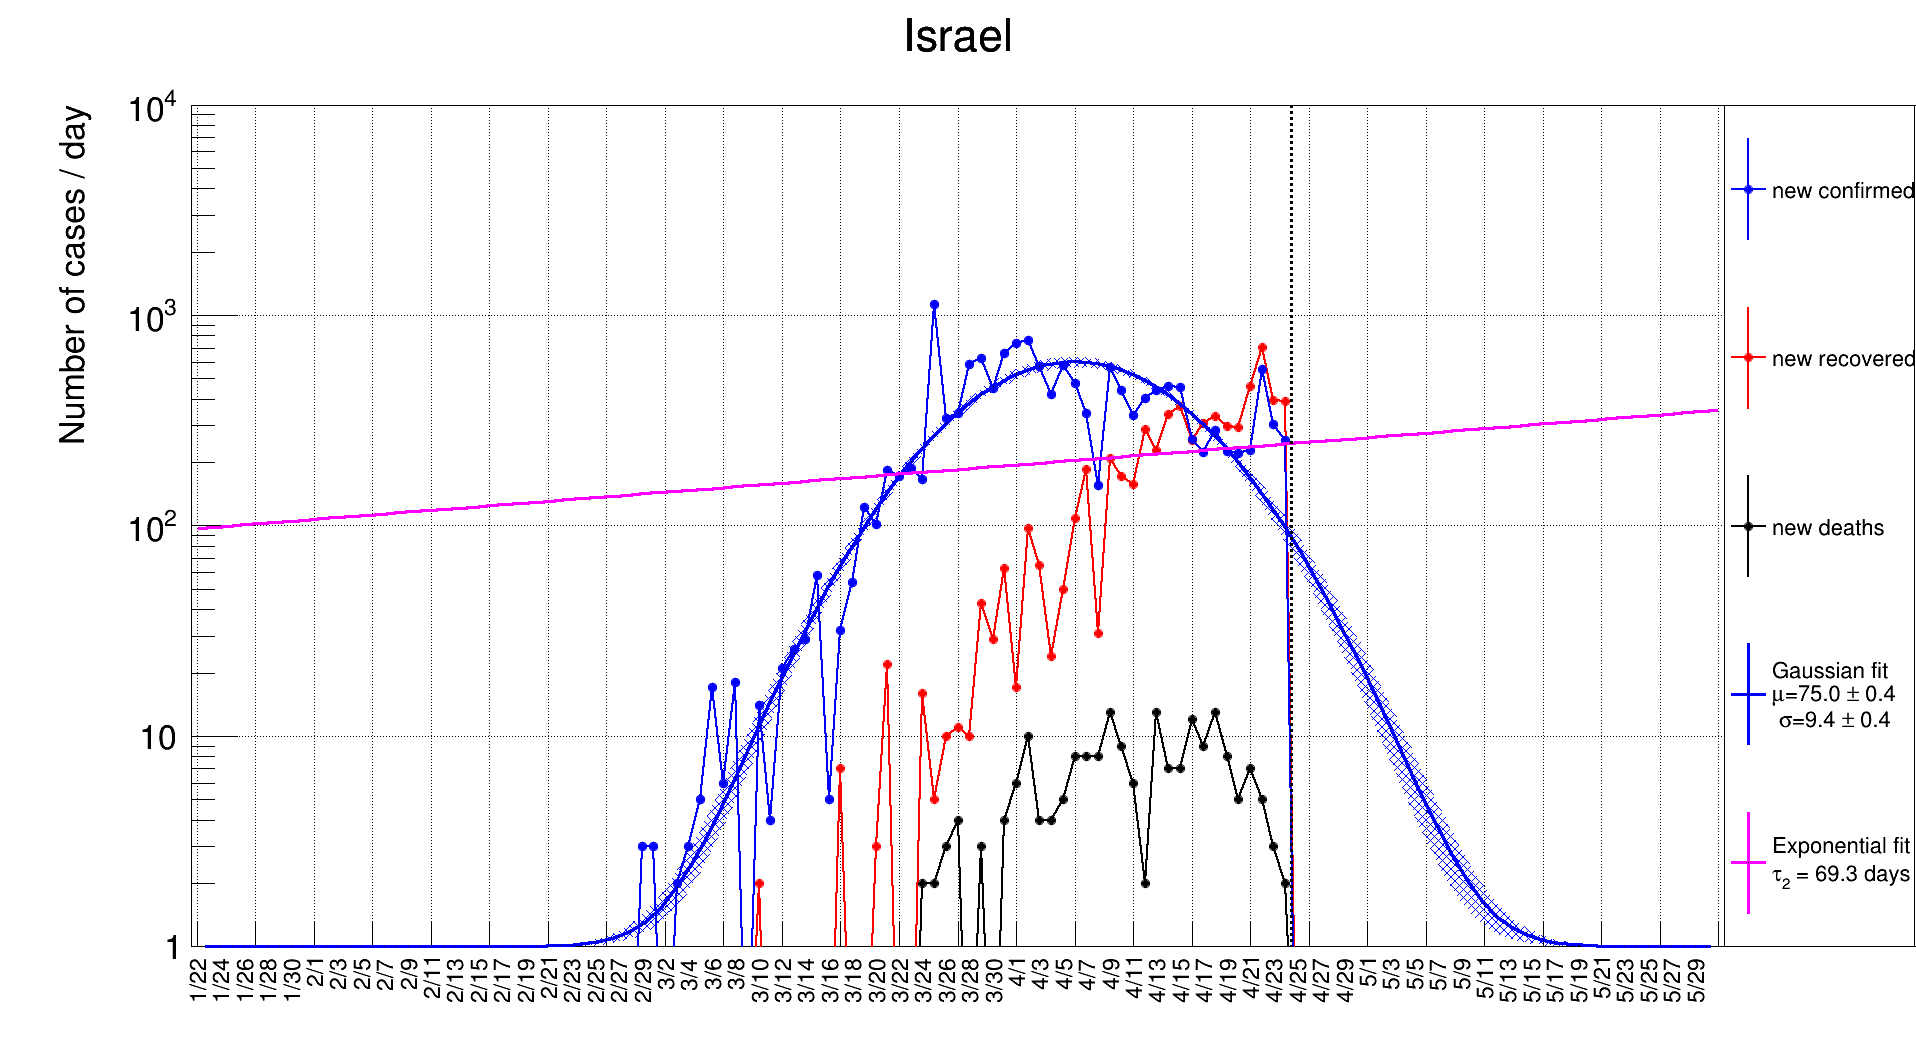 Israel
Number of cases / day
10⁴
10³
10²
10
1
1/22 1/24 1/26 1/28 1/30 2/1 2/3 2/5 2/7 2/9 2/11 2/13 2/15 2/17 2/19 2/21 2/23 2/25 2/27 2/29 3/2 3/4 3/6 3/8 3/10 3/12 3/14 3/16 3/18 3/20 3/22 3/24 3/26 3/28 3/30 4/1 4/3 4/5 4/7 4/9 4/11 4/13 4/15 4/17 4/19 4/21 4/23 4/25 4/27 4/29 5/1 5/3 5/5 5/7 5/9 5/11 5/13 5/15 5/17 5/19 5/21 5/23 5/25 5/27 5/29
new confirmed
new recovered
new deaths
Gaussian fit
μ=75.0 ± 0.4
σ=9.4 ± 0.4
Exponential fit
τ₂ = 69.3 days